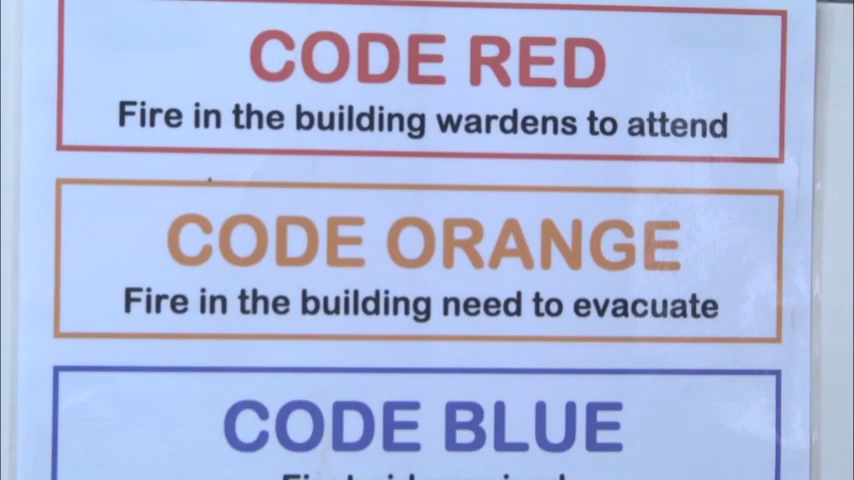 CODE RED
Fire in the building wardens to attend
CODE ORANGE
Fire in the building need to evacuate
CODE BLUE